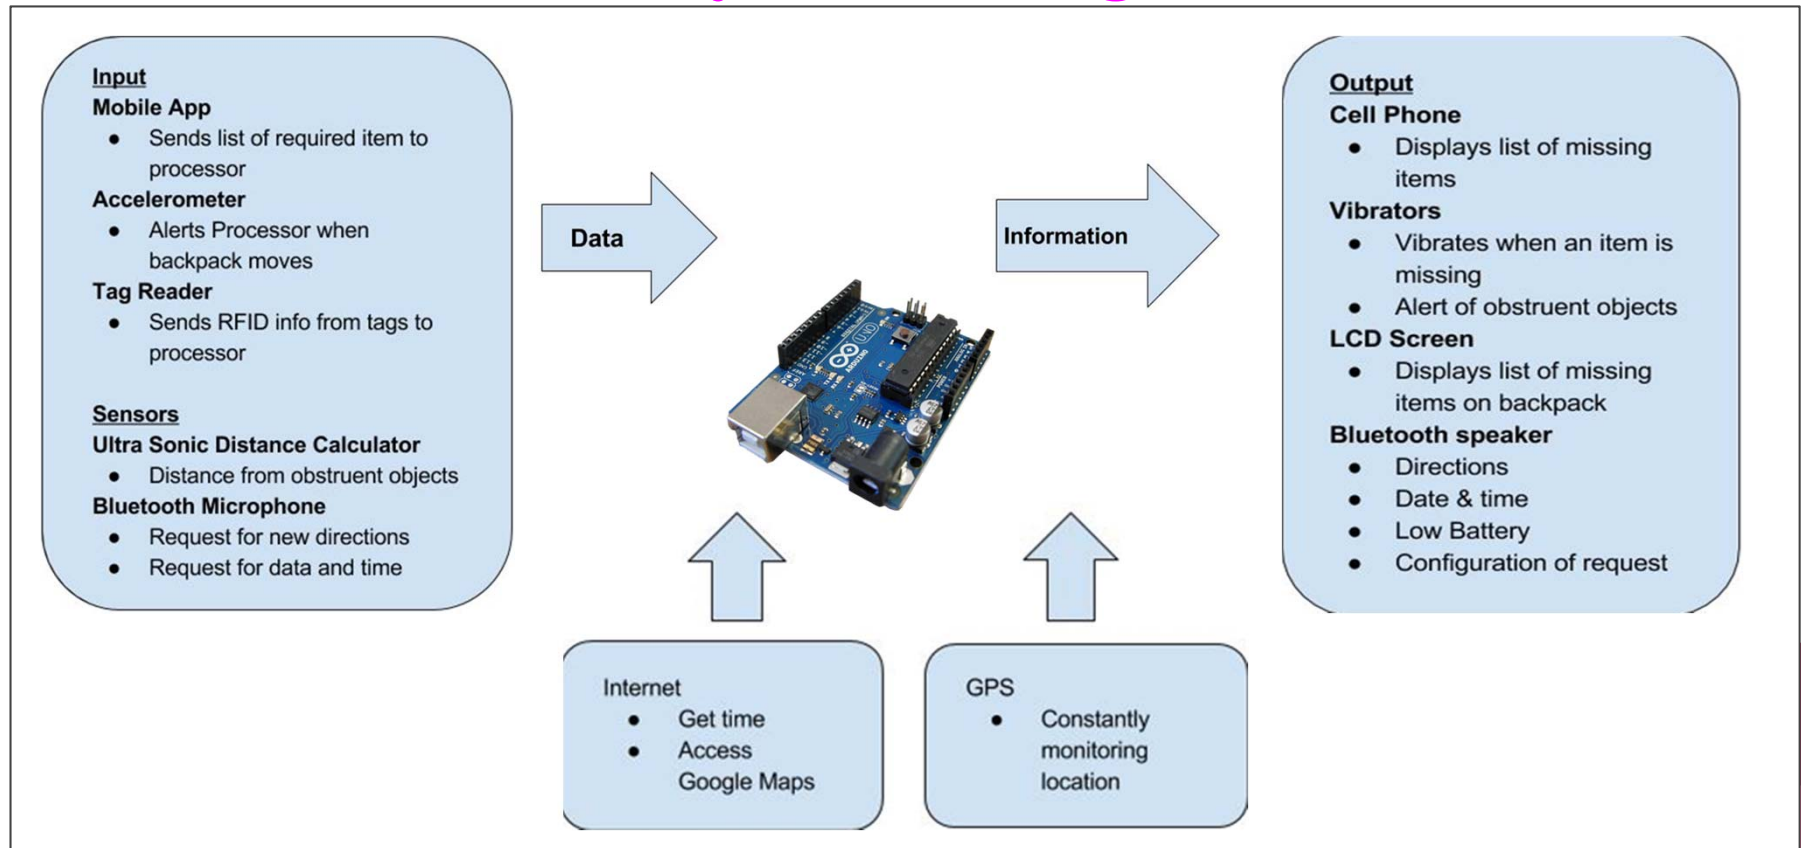 Input
Mobile App
● Sends list of required item to
processor
Accelerometer
● Alerts Processor when
backpack moves
Tag Reader
● Sends RFID info from tags to
processor
Sensors
Ultra Sonic Distance Calculator
● Distance from obstruent objects
Bluetooth Microphone
● Request for new directions
● Request for data and time
Data
Information
ARDUINO
UNO
Output
Cell Phone
● Displays list of missing
items
Vibrators
● Vibrates when an item is
missing
● Alert of obstruent objects
LCD Screen
● Displays list of missing
items on backpack
Bluetooth speaker
● Directions
● Date & time
● Low Battery
● Configuration of request
Internet
● Get time
● Access
Google Maps
GPS
● Constantly
monitoring
location